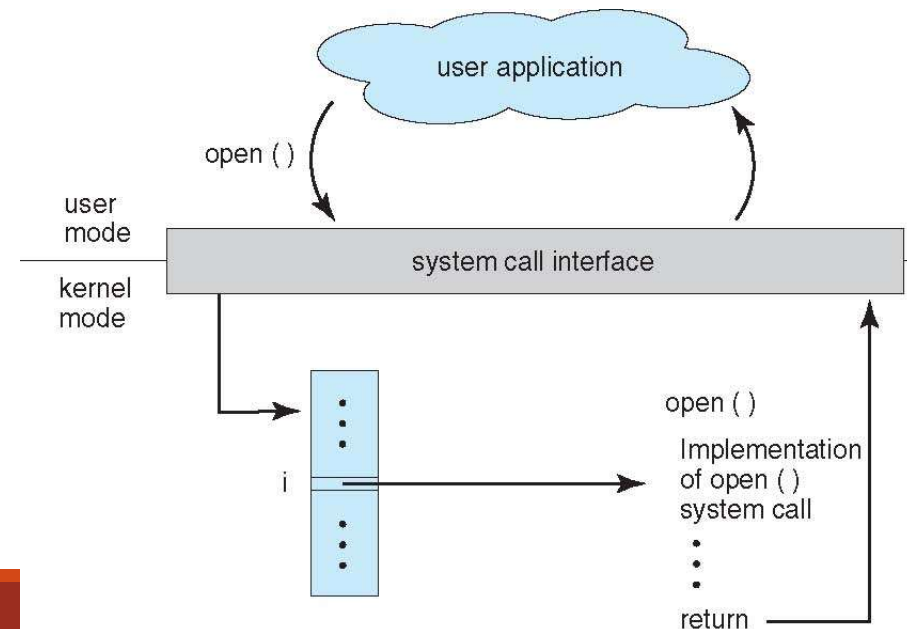 user application
open ( )
user
mode
system call interface
kernel
mode
open ( )
i
Implementation
of open ( )
system call
return